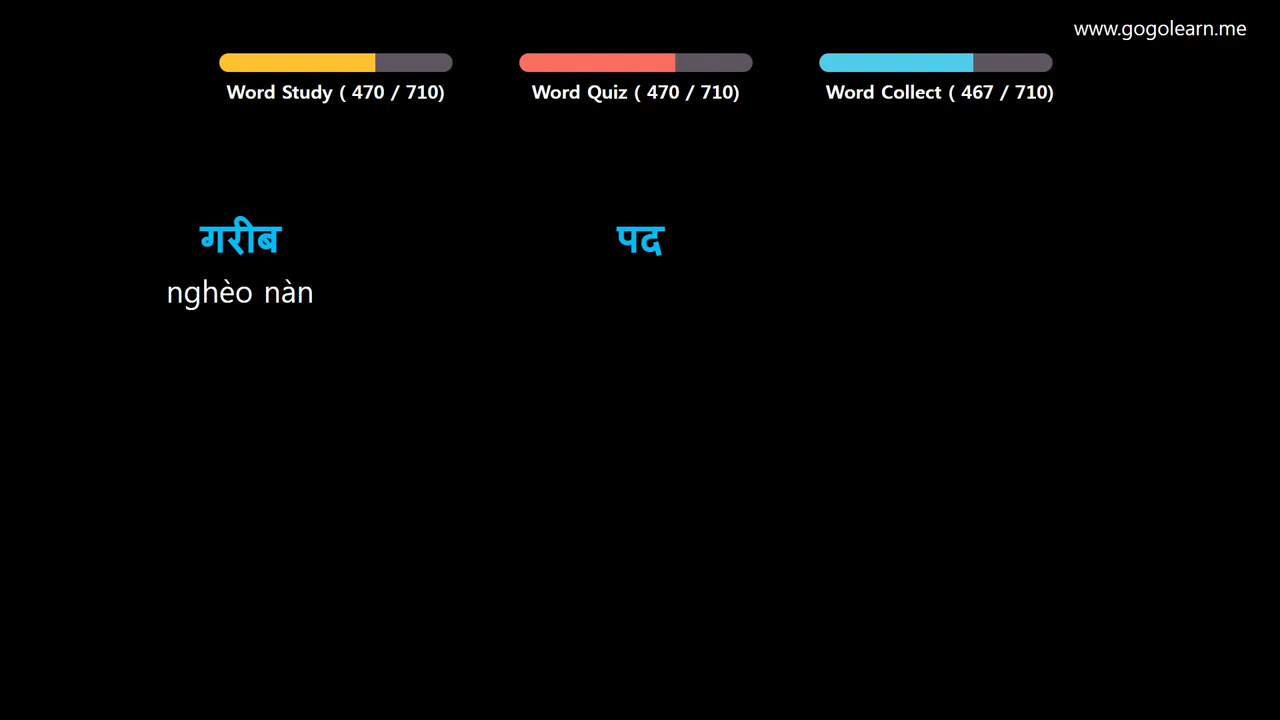 www.gogolearn.me
Word Study ( 470 / 710)
Word Quiz ( 470 / 710)
Word Collect ( 467 / 710)
गरीब
पद
nghèo nàn